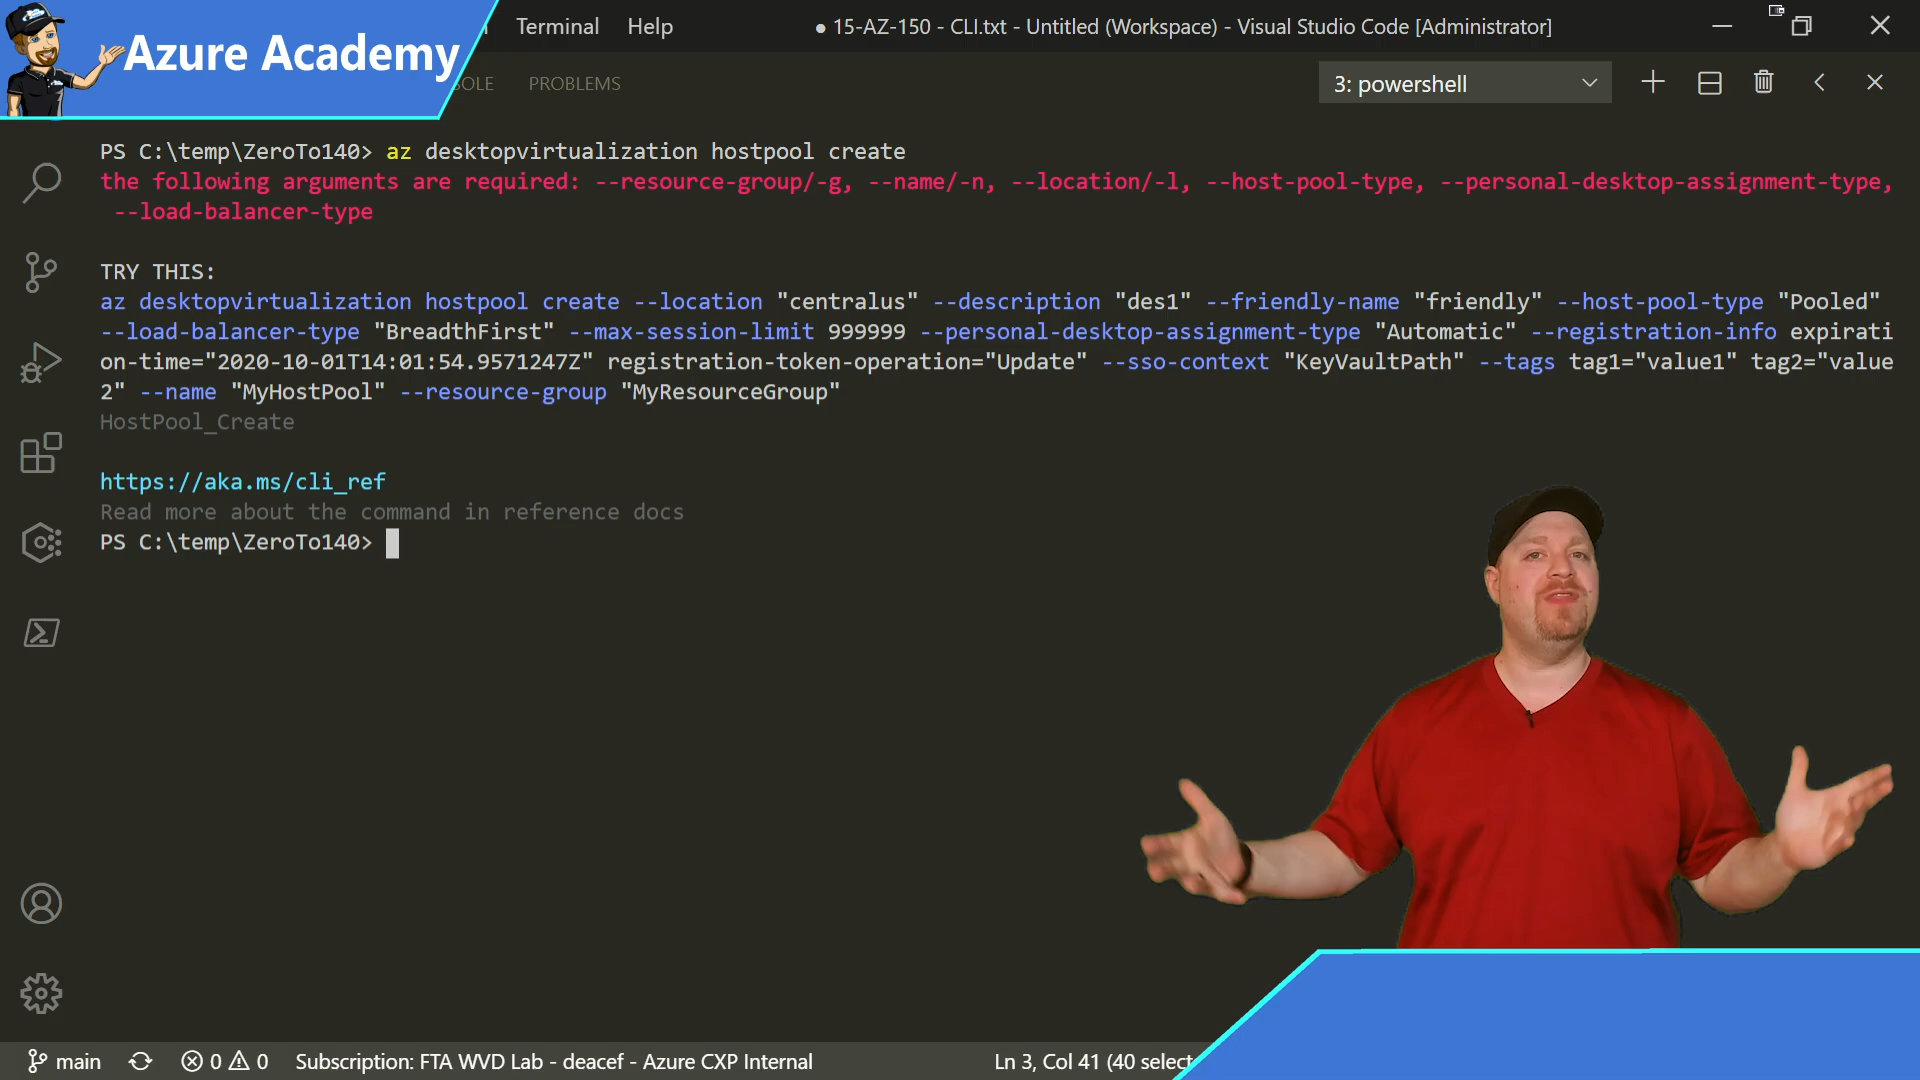 Azure Academy
Terminal Help
● 15-AZ-150 - CLI.txt - Untitled (Workspace) - Visual Studio Code [Administrator]
OLE PROBLEMS
3: powershell
PS C:\temp\ZeroTo140> az desktopvirtualization hostpool create
the following arguments are required: --resource-group/-g, --name/-n, --location/-l, --host-pool-type, --personal-desktop-assignment-type,
--load-balancer-type
TRY THIS:
az desktopvirtualization hostpool create --location "centralus" --description "des1" --friendly-name "friendly" --host-pool-type "Pooled"
--load-balancer-type "BreadthFirst" --max-session-limit 999999 --personal-desktop-assignment-type "Automatic" --registration-info expirati
on-time="2020-10-01T14:01:54.9571247Z" registration-token-operation="Update" --sso-context "KeyVaultPath" --tags tag1="value1" tag2="value
2" --name "MyHostPool" --resource-group "MyResourceGroup"
HostPool_Create
https://aka.ms/cli_ref
Read more about the command in reference docs
PS C:\temp\ZeroTo140>
main 0 0 Subscription: FTA WVD Lab - deacef - Azure CXP Internal
Ln 3, Col 41 (40 select